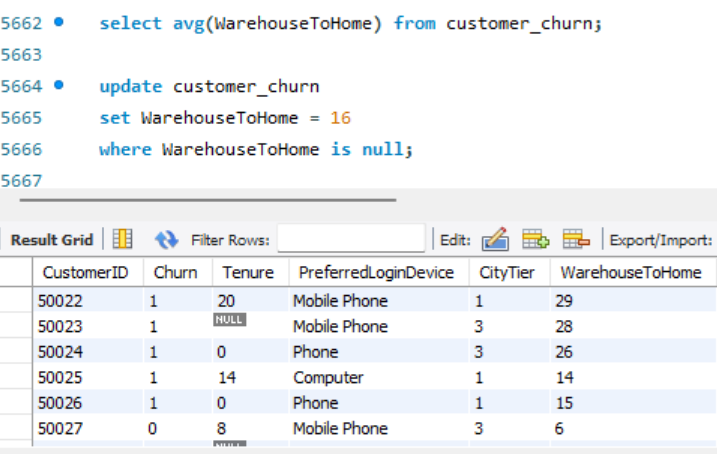 5662 select avg(WarehouseToHome) from customer_churn;
5663
5664 update customer_churn
5665 set WarehouseToHome = 16
5666 where WarehouseToHome is null;
5667
Result Grid Filter Rows: Edit: Export/Import:
CustomerID Churn Tenure PreferredLoginDevice CityTier WarehouseToHome
50022 1 20 Mobile Phone 1 29
50023 1 NULL Mobile Phone 3 28
50024 1 0 Phone 3 26
50025 1 14 Computer 1 14
50026 1 0 Phone 1 15
50027 0 8 Mobile Phone 3 6